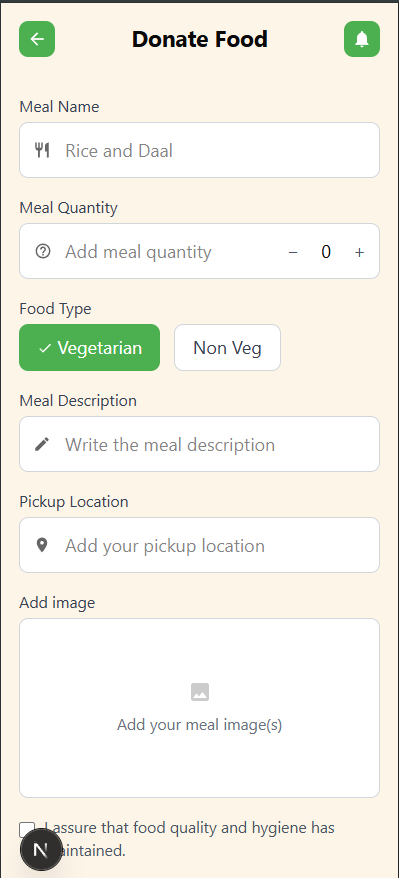 Donate Food
Meal Name
Rice and Daal
Meal Quantity
Add meal quantity − 0 +
Food Type
Vegetarian Non Veg
Meal Description
Write the meal description
Pickup Location
Add your pickup location
Add image
Add your meal image(s)
I assure that food quality and hygiene has
N